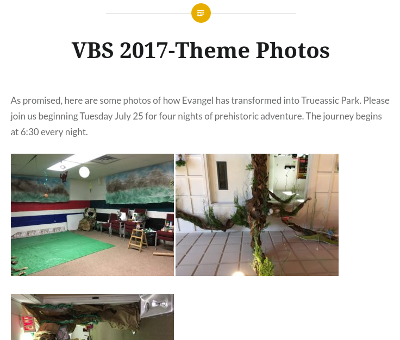 VBS 2017-Theme Photos
As promised, here are some photos of how Evangel has transformed into Trueassic Park. Please
join us beginning Tuesday July 25 for four nights of prehistoric adventure. The journey begins
at 6:30 every night.